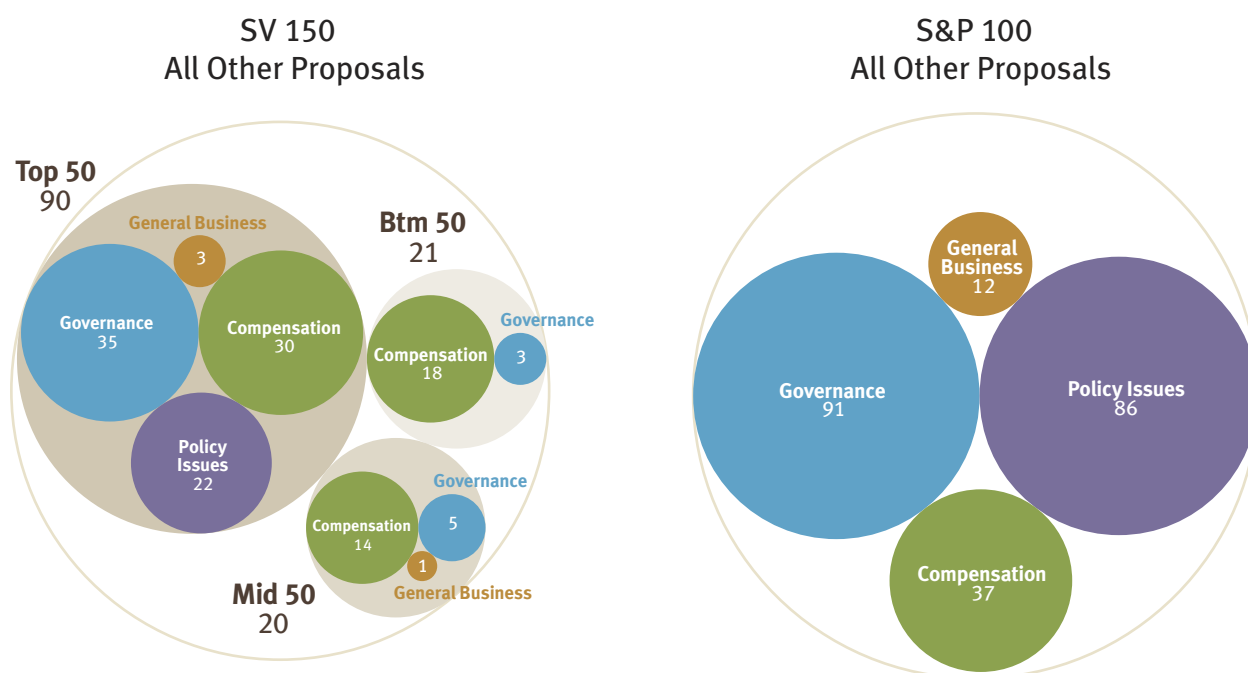 SV 150
All Other Proposals
Top 50
90
General Business
3
Governance
35
Compensation
30
Policy
Issues
22
Btm 50
21
Compensation
18
Governance
3
Governance
5
Compensation
14
1
General Business
Mid 50
20
S&P 100
All Other Proposals
General
Business
12
Governance
91
Policy Issues
86
Compensation
37